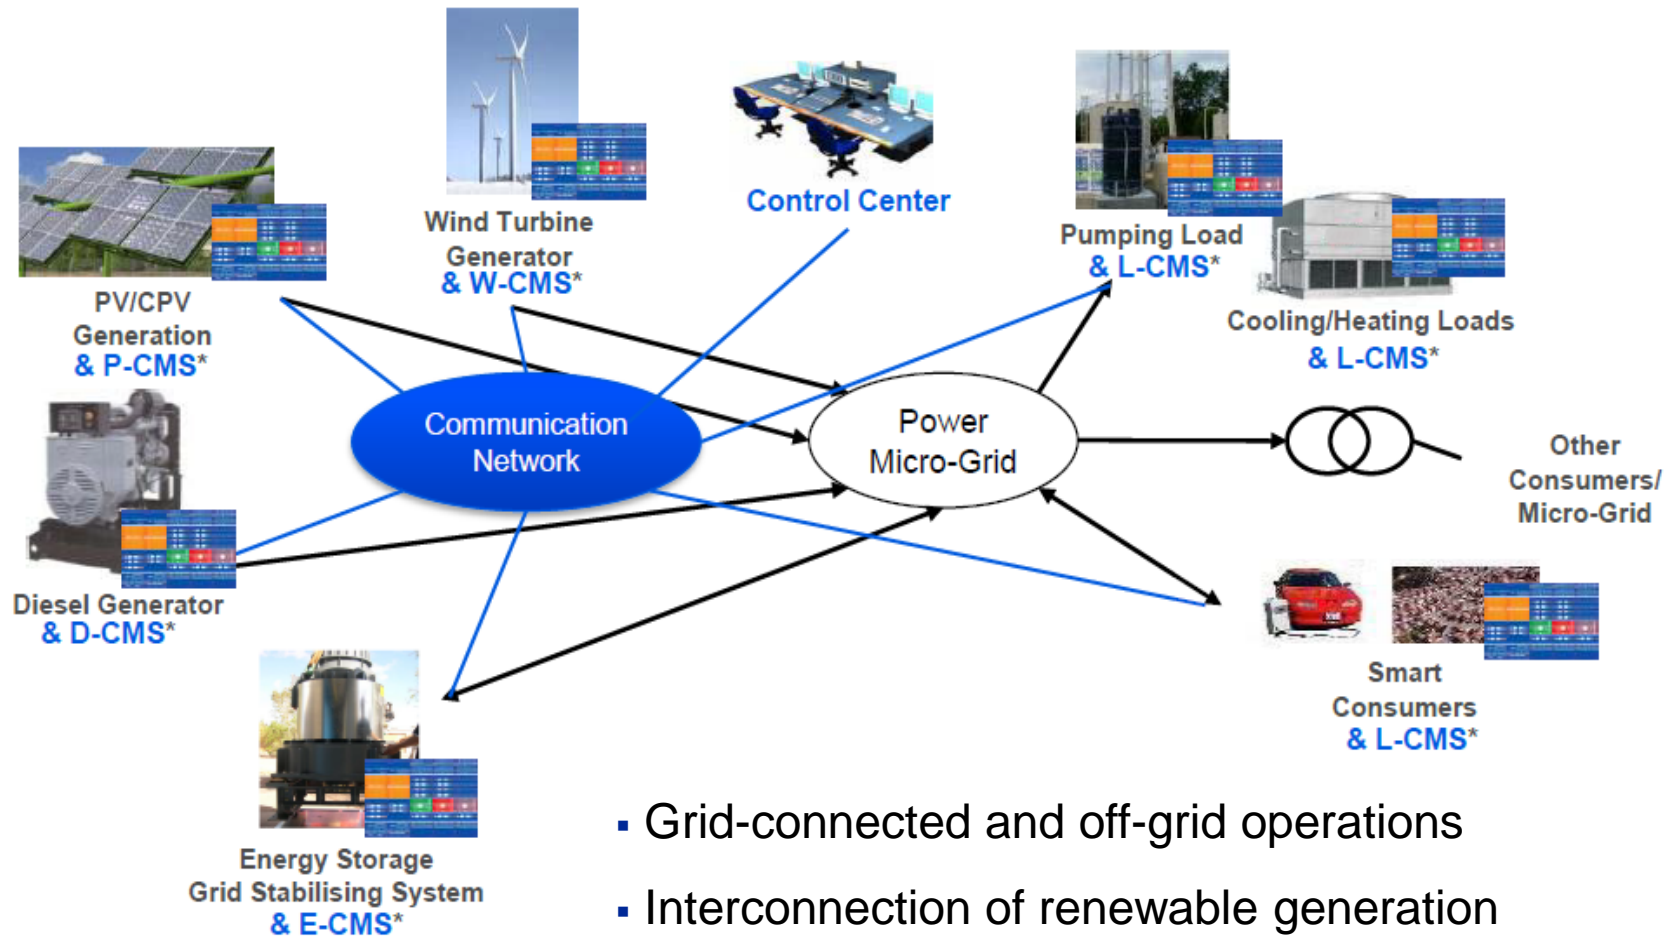 Control Center
Wind Turbine
Generator
& W-CMS*
Pumping Load
& L-CMS*
PV/CPV
Generation
& P-CMS*
Cooling/Heating Loads
& L-CMS*
Communication
Network
Power
Micro-Grid
Other
Consumers/
Micro-Grid
Diesel Generator
& D-CMS*
Smart
Consumers
& L-CMS*
Energy Storage
Grid Stabilising System
& E-CMS*
▪ Grid-connected and off-grid operations
▪ Interconnection of renewable generation